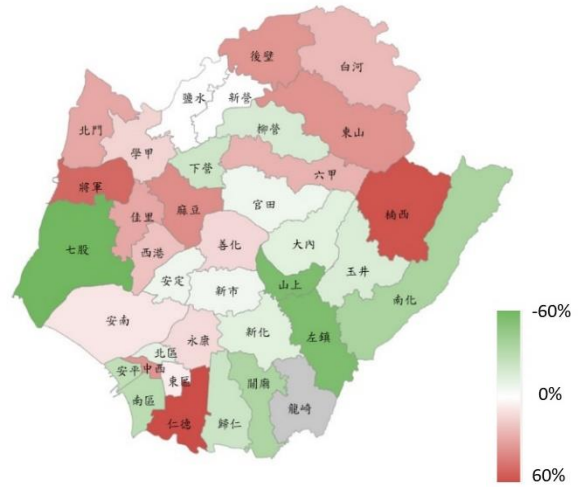 後壁
白河
鹽水
新營
北門
學甲
柳營
東山
下營
六甲
將軍
佳里
麻豆
官田
楠西
七股
西港
善化
大內
玉井
安定
山上
南化
新市
安南
新化
左鎮
永康
北區
安平
中西
東區
關廟
南區
仁德
歸仁
龍崎
-60%
0%
60%